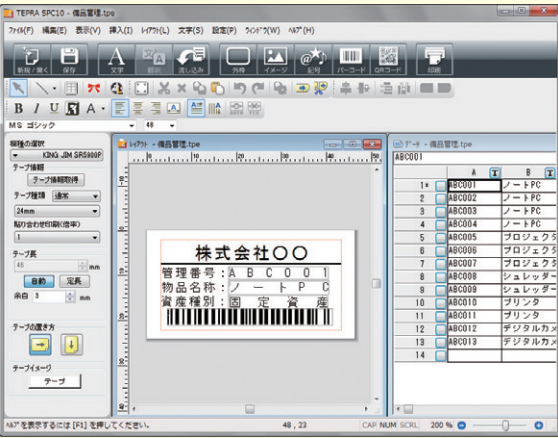 TEPRA SPC10 - 備品管理.tpe
ファイル(F) 編集(E) 表示(V) 挿入(I) レイアウト(L) 文字(S) 設定(P) ウィンドウ(W) ヘルプ(H)
新規/開く 保存 文字 翻訳 流し込み 外枠 イメージ 記号 バーコード QRコード 印刷
B I U A
MS ゴシック 48
機種の選択
KING JIM SR5900P
テープ情報
テープ情報取得
テープ種類 通常
24mm
貼り合わせ印刷(倍率)
1
テープ長
45 mm
自動 定長
余白 3 mm
テープの置き方
テープイメージ
テープ
レイアウト - 備品管理.tpe
0 10 20 30 40 50
株式会社○○
管理番号:ABC001
物品名称:ノートPC
資産種別:固定資産
データ - 備品管理.tpe
ABC001
A B
1* ABC001 ノートPC
2 ABC002 ノートPC
3 ABC003 ノートPC
4 ABC004 ノートPC
5 ABC005 プロジェクタ
6 ABC006 プロジェクタ
7 ABC007 プロジェクタ
8 ABC008 シュレッダー
9 ABC009 シュレッダー
10 ABC010 プリンタ
11 ABC011 プリンタ
12 ABC012 デジタルカメ
13 ABC013 デジタルカメ
14
ヘルプを表示するには [F1] を押してください。 48 , 23 CAP NUM SCRL 200 %